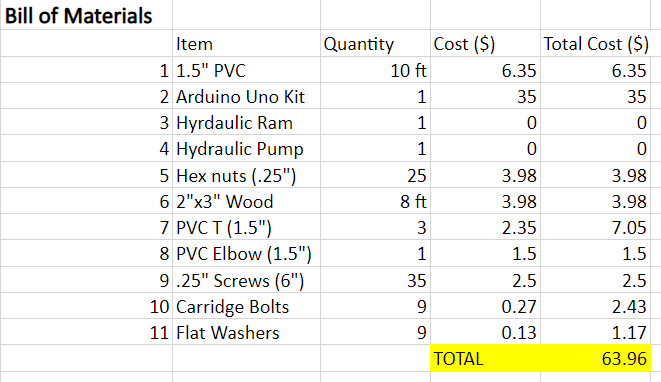 Bill of Materials
Item Quantity Cost ($) Total Cost ($)
1 1.5" PVC 10 ft 6.35 6.35
2 Arduino Uno Kit 1 35 35
3 Hyrdaulic Ram 1 0 0
4 Hydraulic Pump 1 0 0
5 Hex nuts (.25") 25 3.98 3.98
6 2"x3" Wood 8 ft 3.98 3.98
7 PVC T (1.5") 3 2.35 7.05
8 PVC Elbow (1.5") 1 1.5 1.5
9 .25" Screws (6") 35 2.5 2.5
10 Carridge Bolts 9 0.27 2.43
11 Flat Washers 9 0.13 1.17
TOTAL 63.96